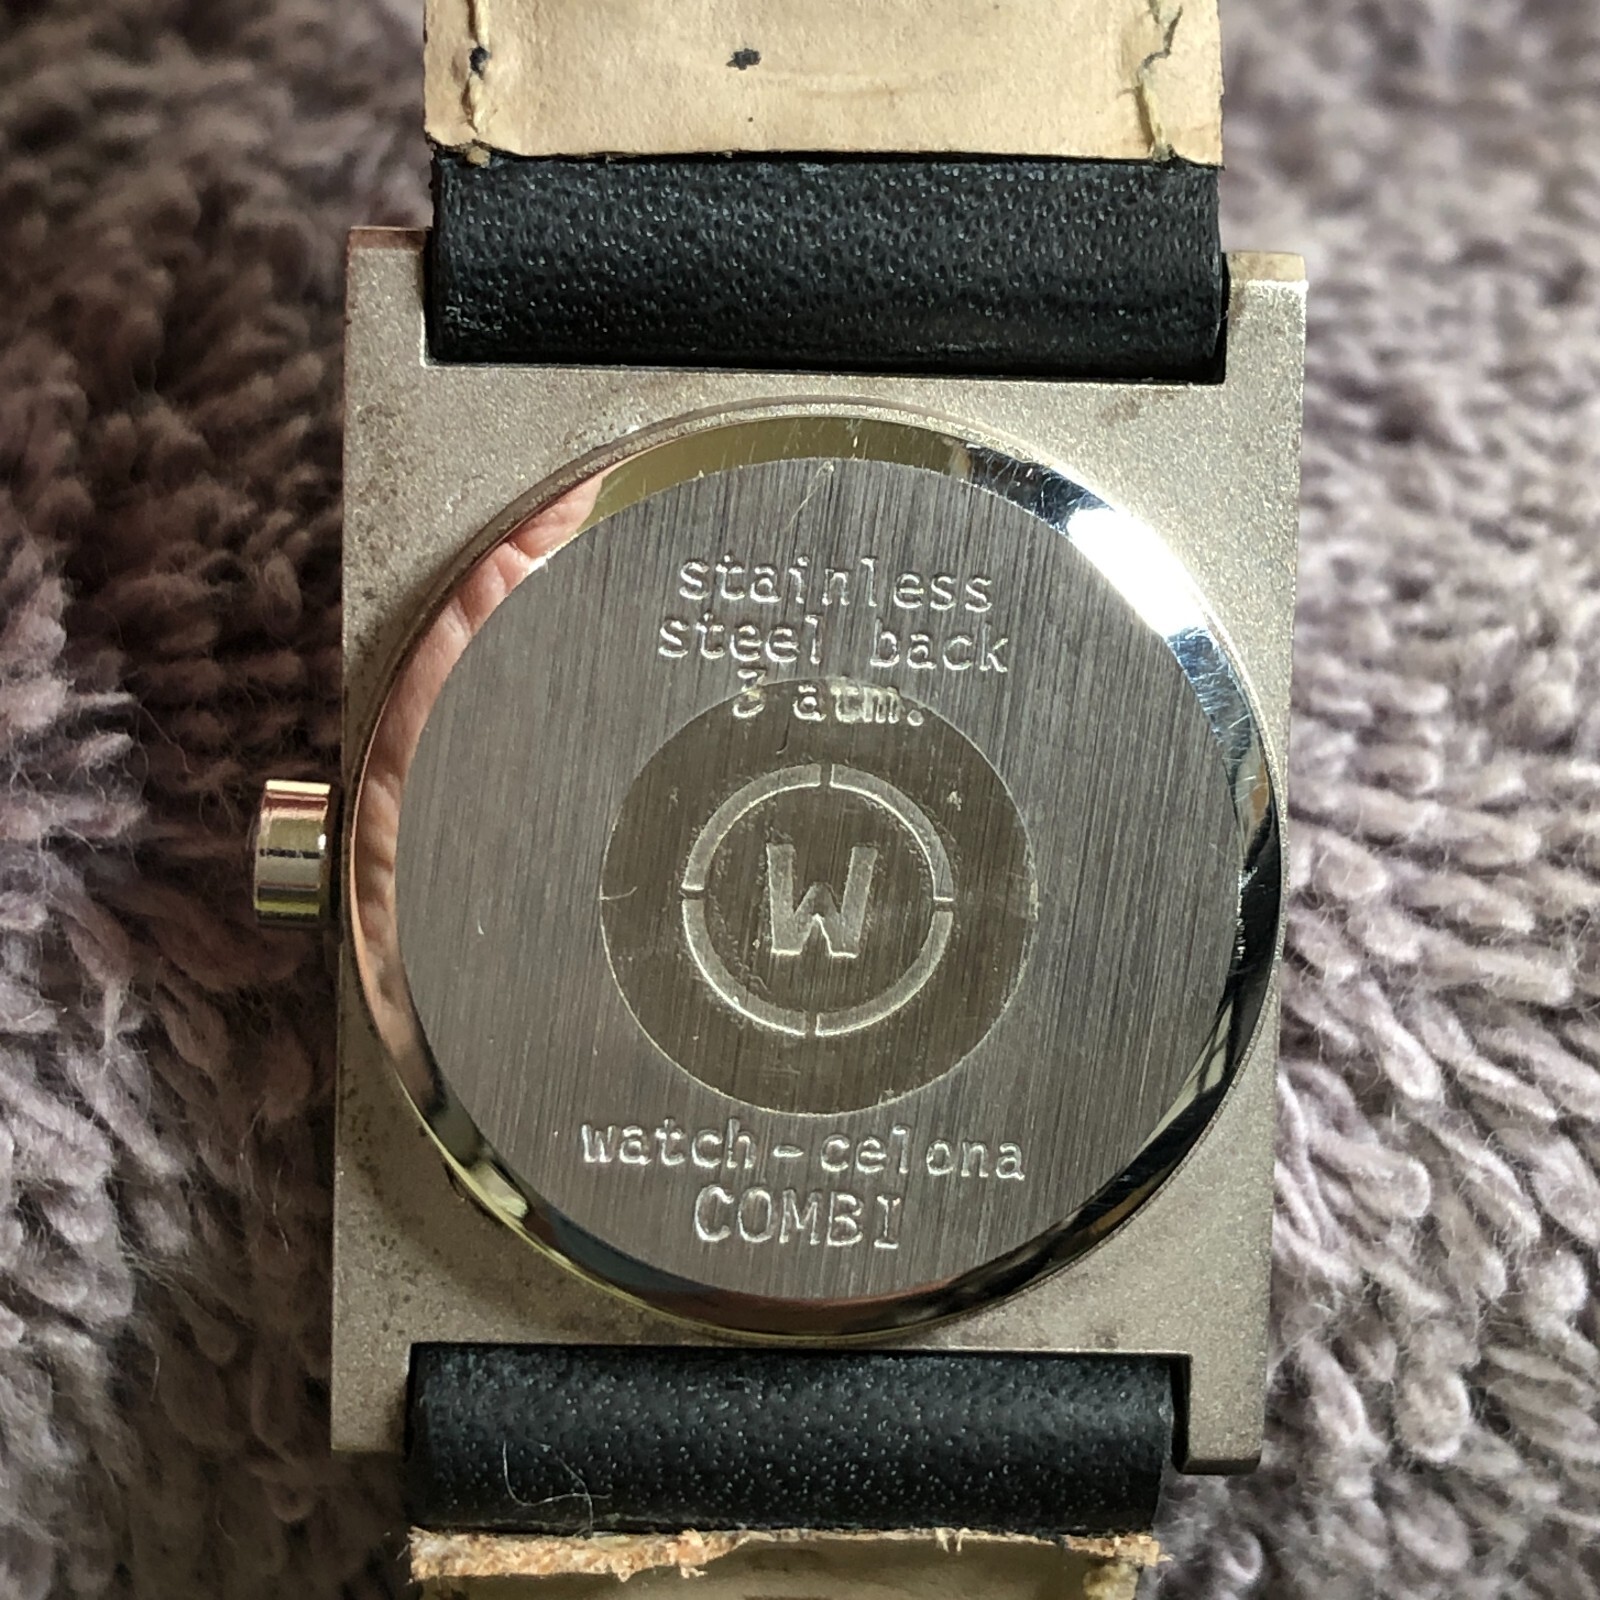 stainless
steel back
3 atm.
W
watch-celona
COMBI